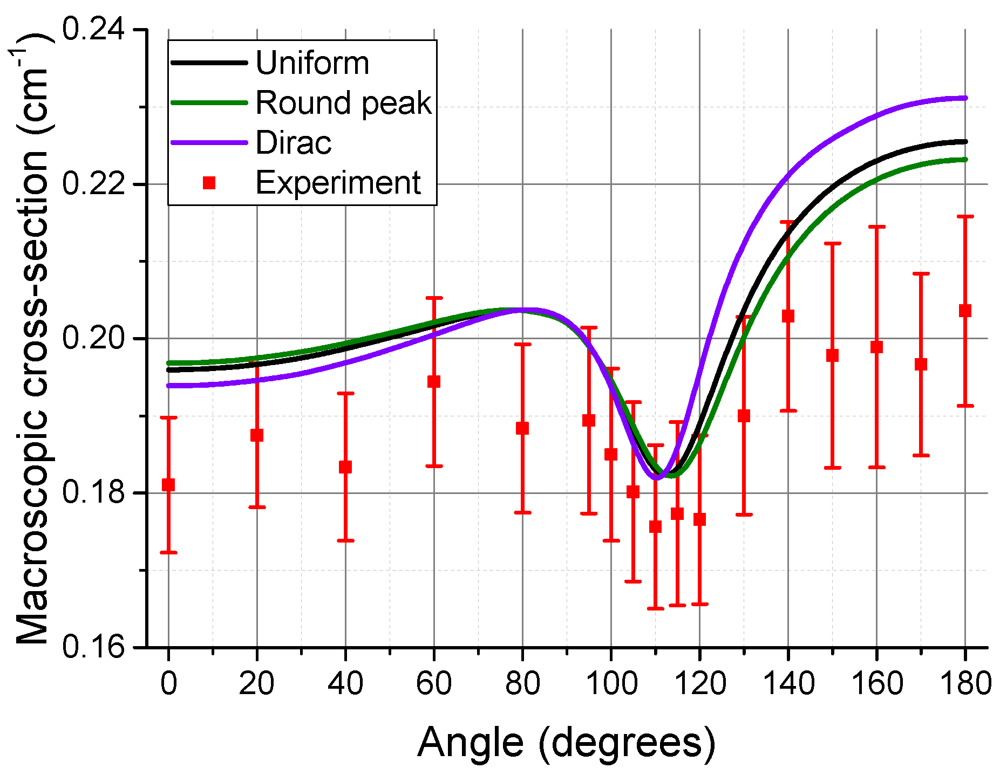 Uniform
Round peak
Dirac
Experiment
Macroscopic cross-section (cm⁻¹)
0.24
0.22
0.20
0.18
0.16
0 20 40 60 80 100 120 140 160 180
Angle (degrees)